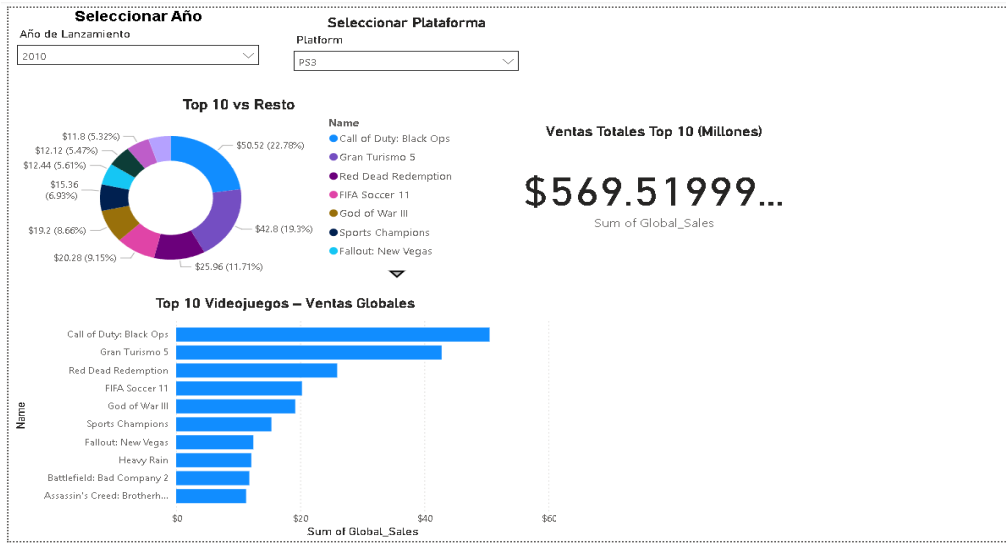 Seleccionar Año
Año de Lanzamiento
2010
Seleccionar Plataforma
Platform
PS3
Top 10 vs Resto
$50.52 (22.78%)
$42.8 (19.3%)
$25.96 (11.71%)
$20.28 (9.15%)
$19.2 (8.66%)
$15.36
(6.93%)
$12.44 (5.61%)
$12.12 (5.47%)
$11.8 (5.32%)
Name
Call of Duty: Black Ops
Gran Turismo 5
Red Dead Redemption
FIFA Soccer 11
God of War III
Sports Champions
Fallout: New Vegas
Ventas Totales Top 10 (Millones)
$569.51999...
Sum of Global_Sales
Top 10 Videojuegos – Ventas Globales
Name
Call of Duty: Black Ops
Gran Turismo 5
Red Dead Redemption
FIFA Soccer 11
God of War III
Sports Champions
Fallout: New Vegas
Heavy Rain
Battlefield: Bad Company 2
Assassin's Creed: Brotherh...
$0 $20 $40 $60
Sum of Global_Sales